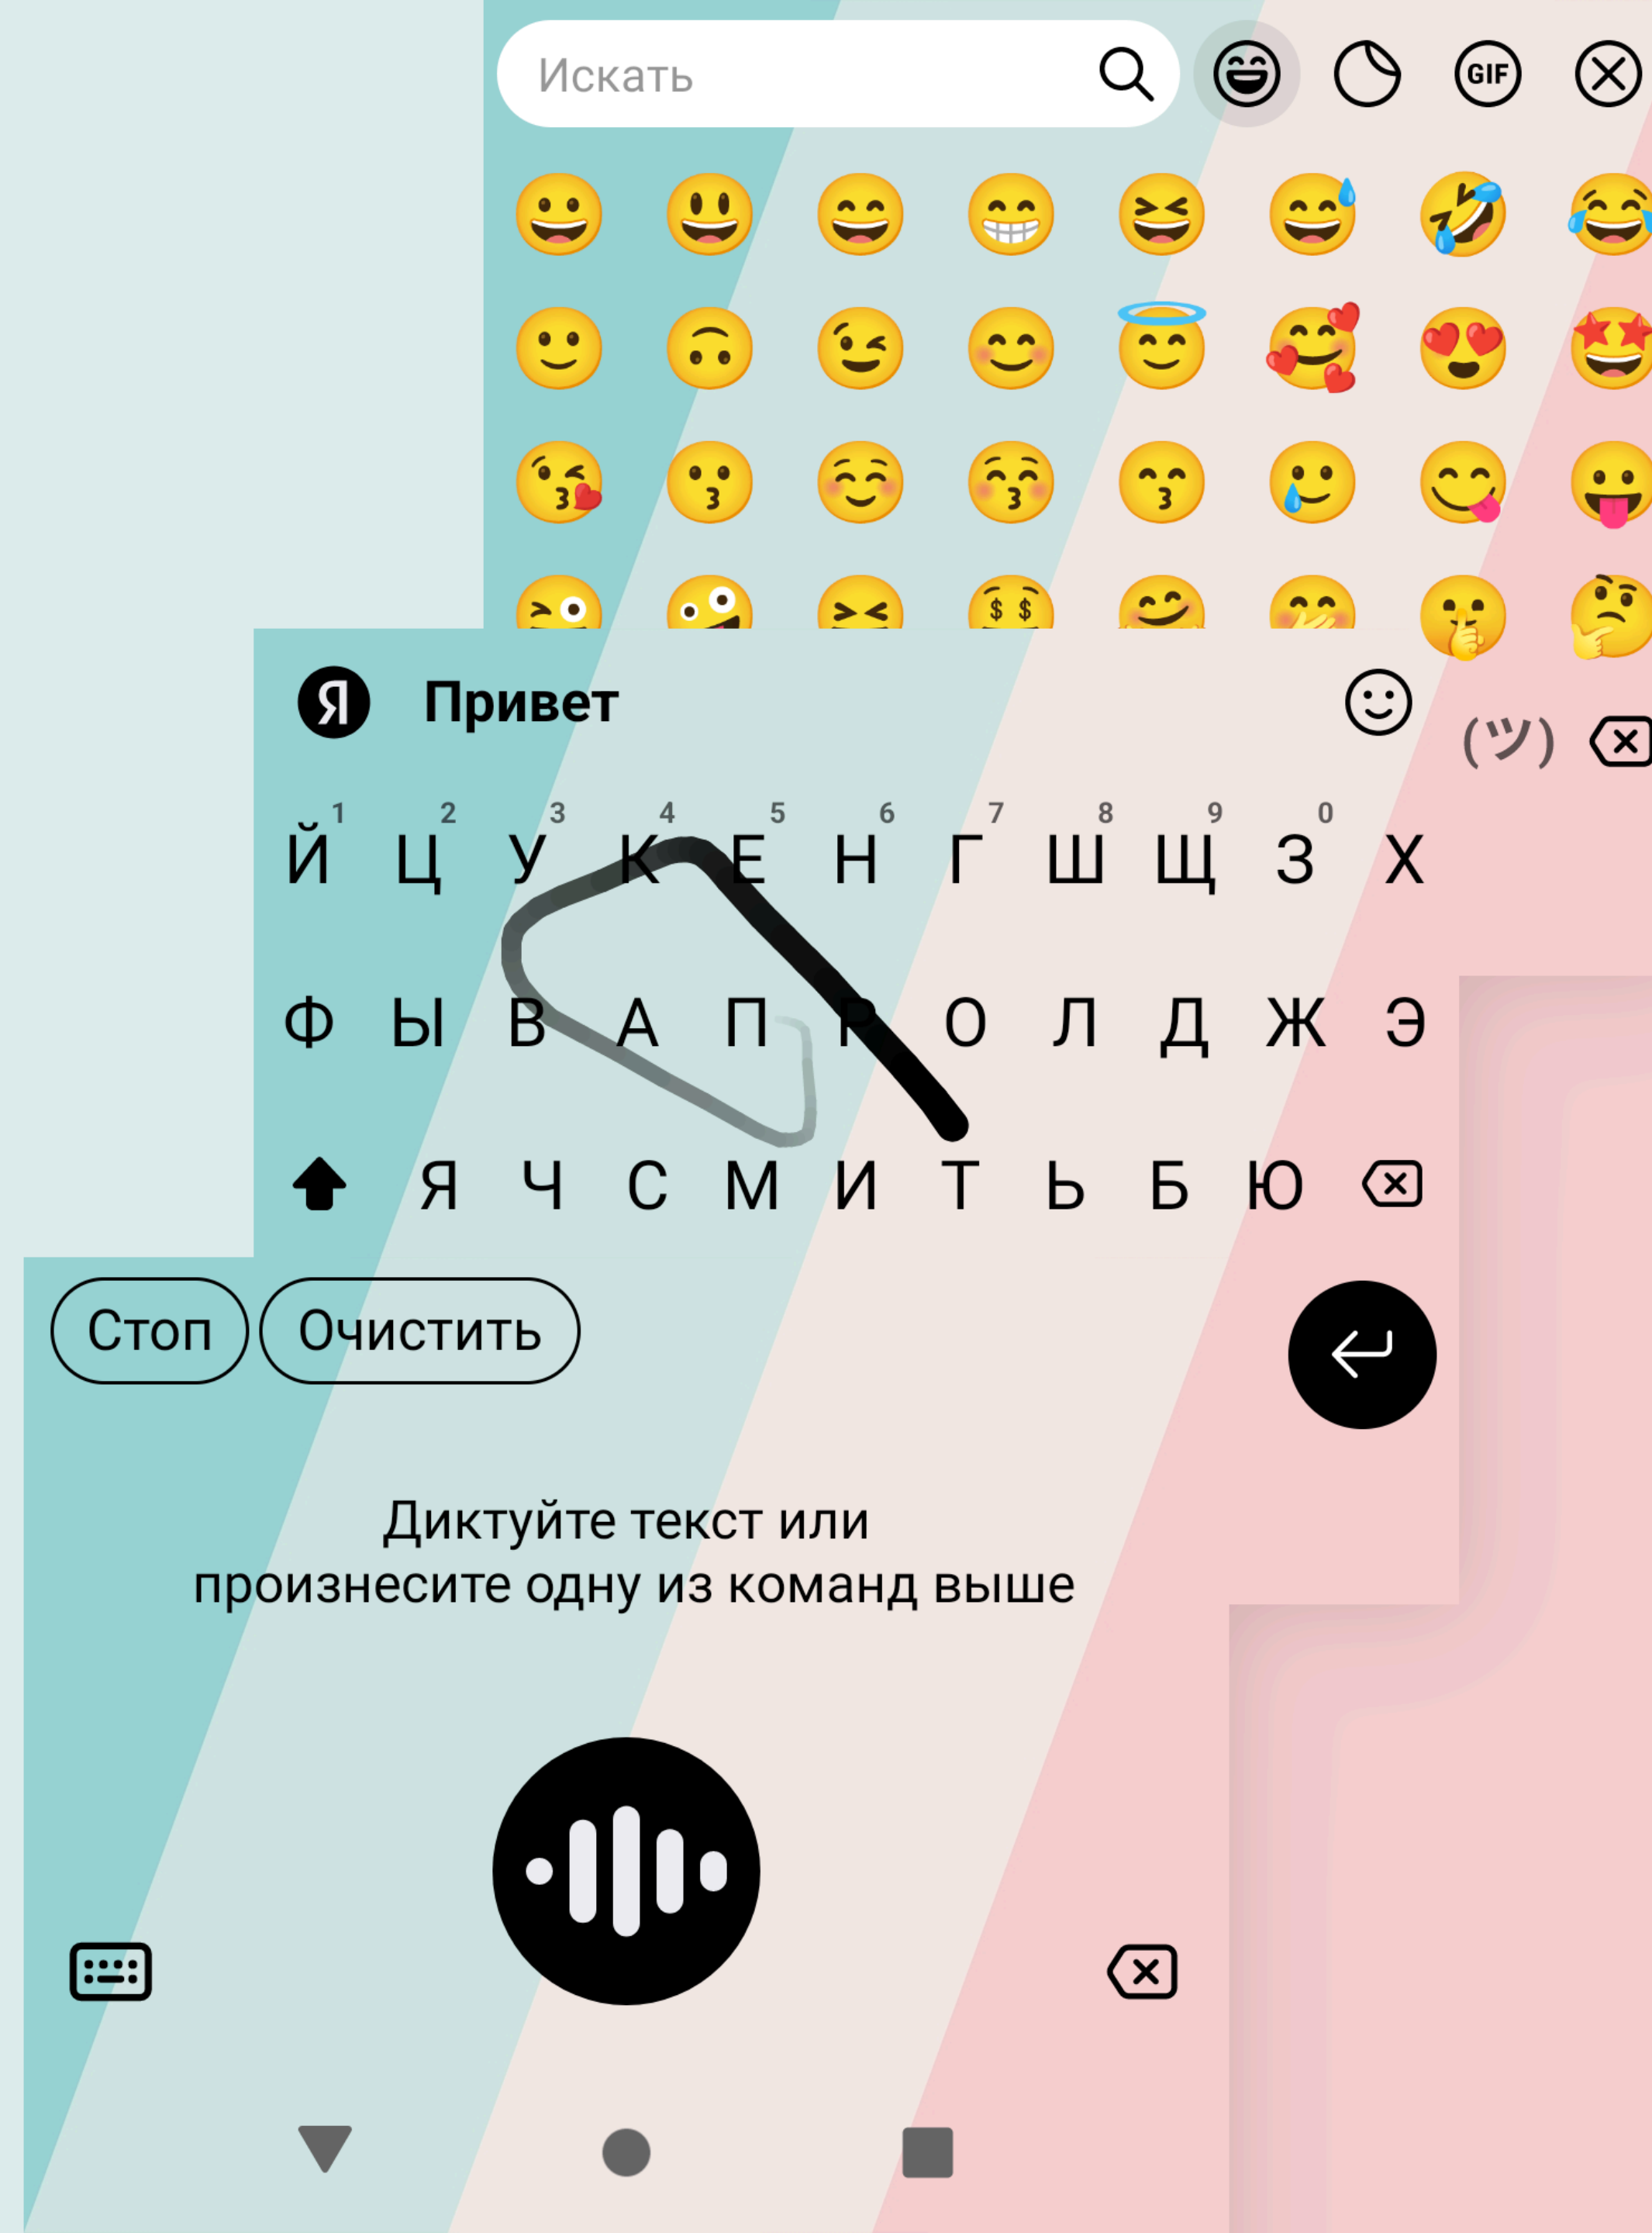 Искать
GIF
Я Привет
(ツ)
1 2 3 4 5 6 7 8 9 0
Й Ц У К Е Н Г Ш Щ З Х
Ф Ы В А П Р О Л Д Ж Э
Я Ч С М И Т Ь Б Ю
Стоп Очистить
Диктуйте текст или
произнесите одну из команд выше